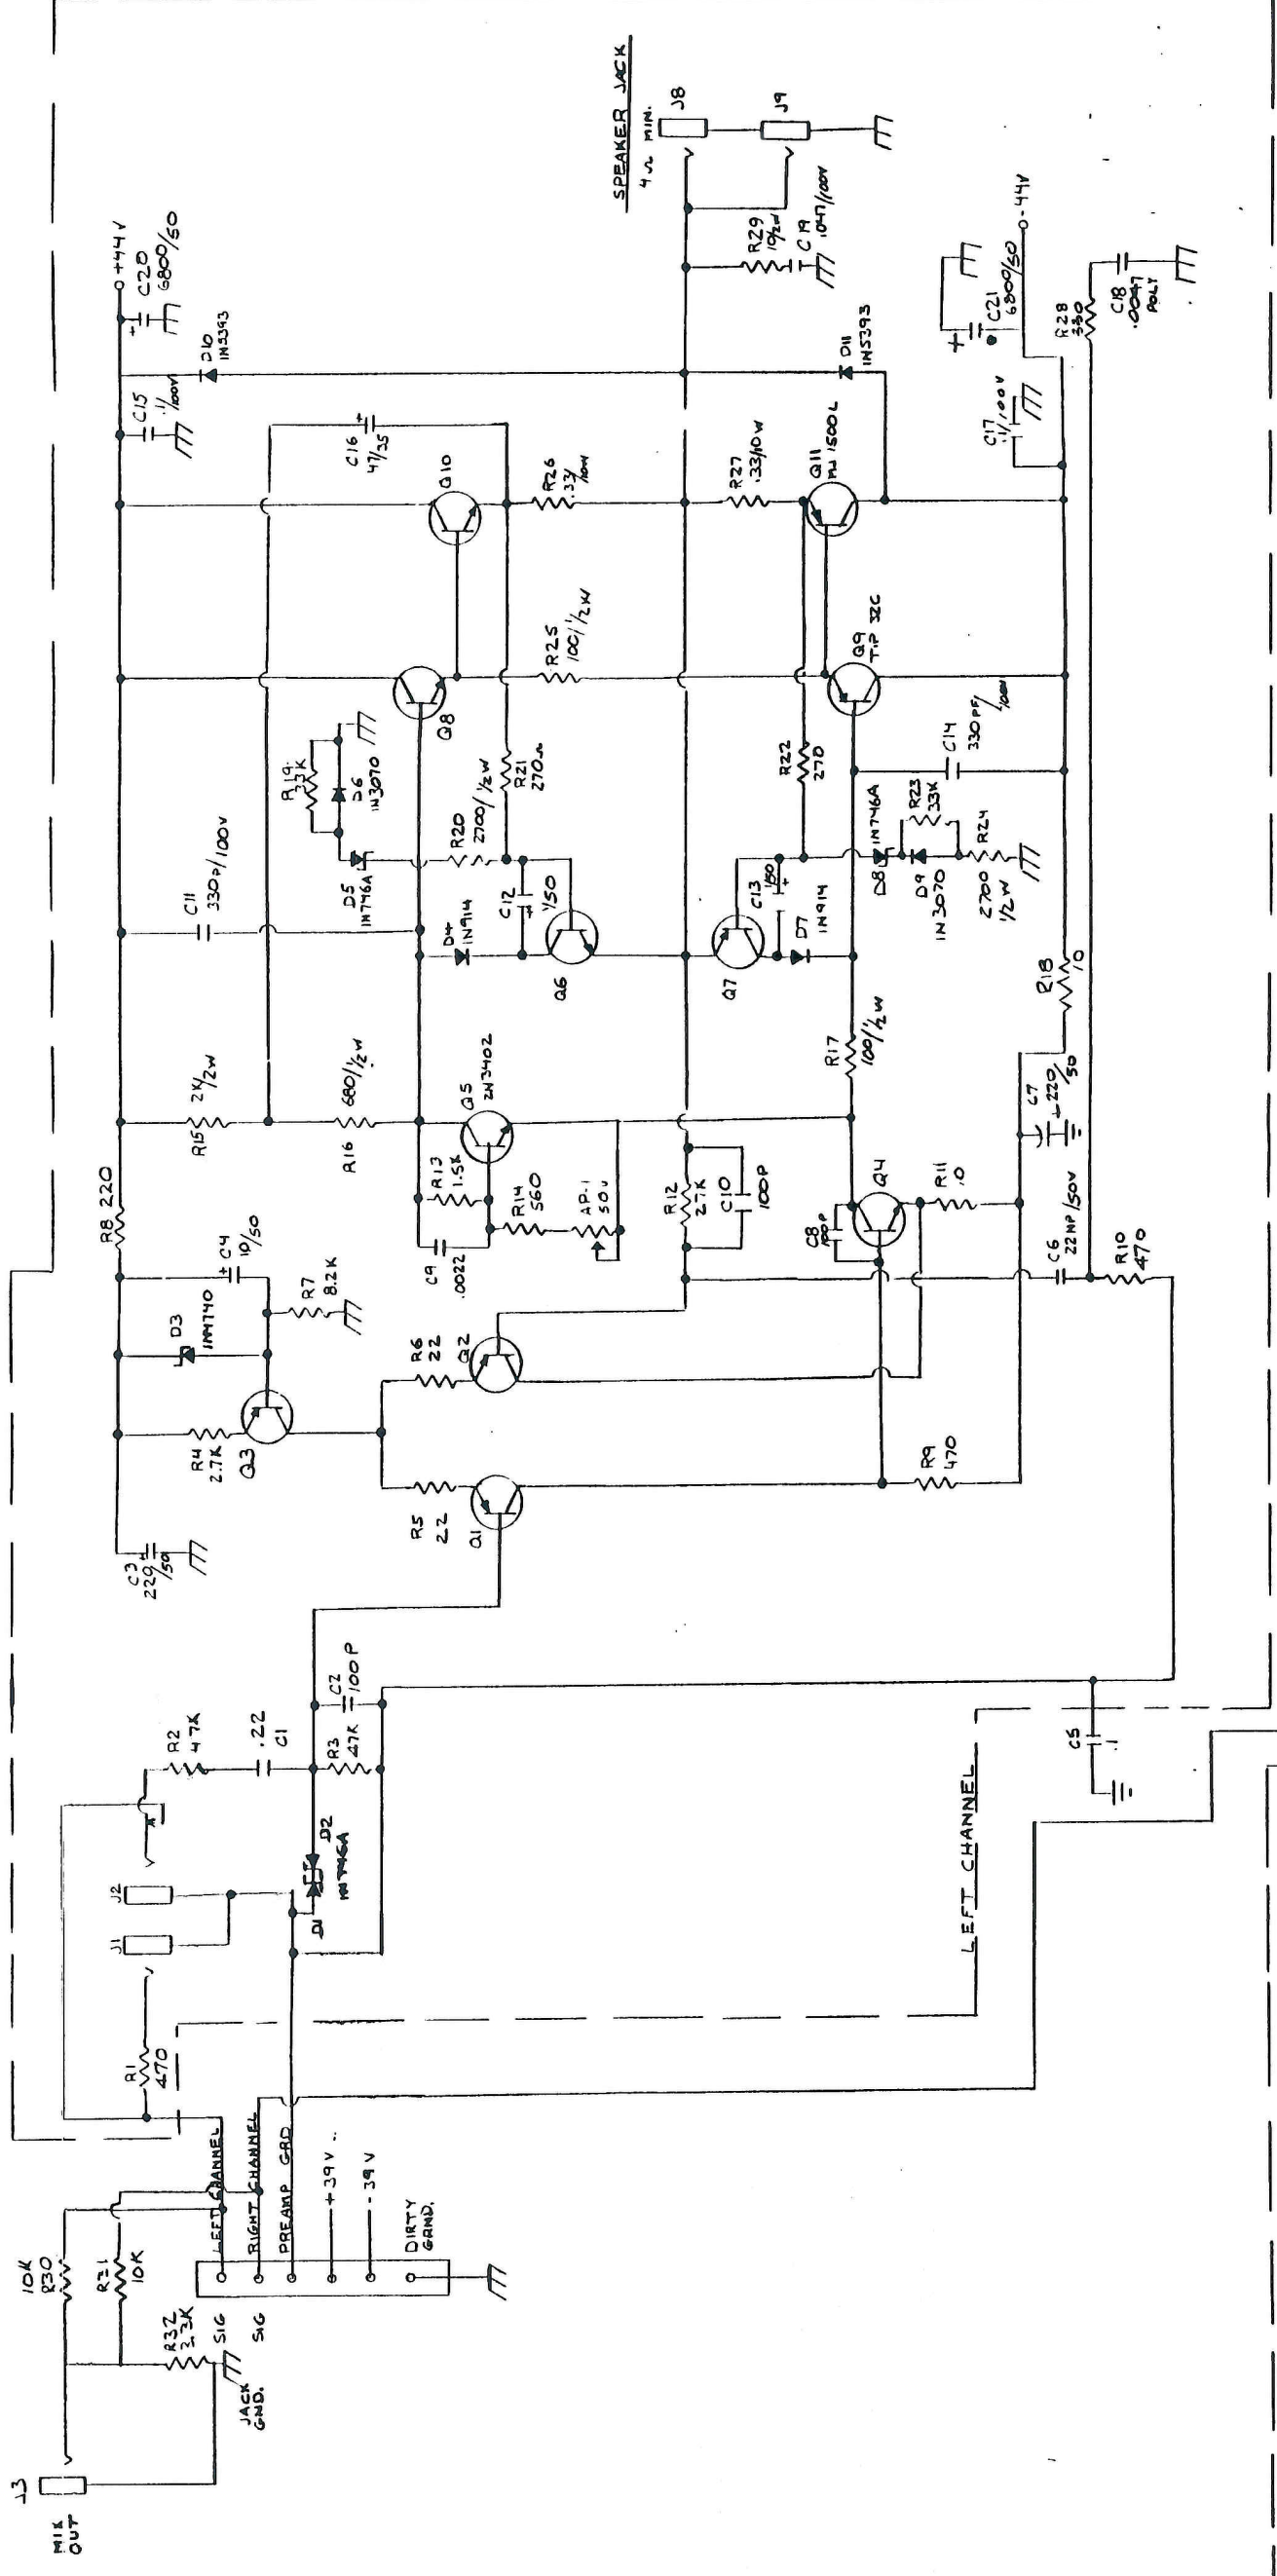 J3
MIX
OUT
10K
R30
R31
10K
R32
3.3K
JACK
GND.
SIG
SIG
LEFT CHANNEL
RIGHT CHANNEL
PREAMP GRD
+39V
-39V
DIRTY
GRND.
R1
470
J1
J2
R2
47K
.22
C1
D1
D2
1N746A
R3
47K
C2
100P
LEFT CHANNEL
C5
.1
C3
220/50
R4
2.7K
Q3
D3
1N4740
C4
10/50
R7
8.2K
R8 220
R5
22
Q1
R6
22
Q2
R9
470
R10
470
C6
22NP/50V
C7
220/50
R11
C8
100P
Q4
R12
27K
C10
100P
C9
.0022
R13
1.5K
R14
560
AP-1
Q5
2N3402
R15
2K/2W
R16
680/1/2W
R17
100/1/2W
R18
10
C11
330P/100V
D4
1N914
C12
1/50
Q6
Q7
C13
1/50
D7
1N914
D5
1N746A
R19
33K
D6
1N3070
R20
2700/1/2W
R21
270Ω
R22
270
D8
1N746A
D9
1N3070
R23
33K
R24
2700
1/2W
C14
330PF/100V
Q8
R25
100/1/2W
Q9
TIP 32C
Q10
R26
.33/10W
R27
.33/10W
Q11
C16
47/35
C15
.1/100V
D10
1N5393
D11
1N5393
C17
.1/100V
C20
6800/50
+44V
C21
6800/50
-44V
R28
330
C18
.0047
POLY
R29
10/2W
C19
.047/100V
SPEAKER JACK
4Ω MIN.
J8
J9